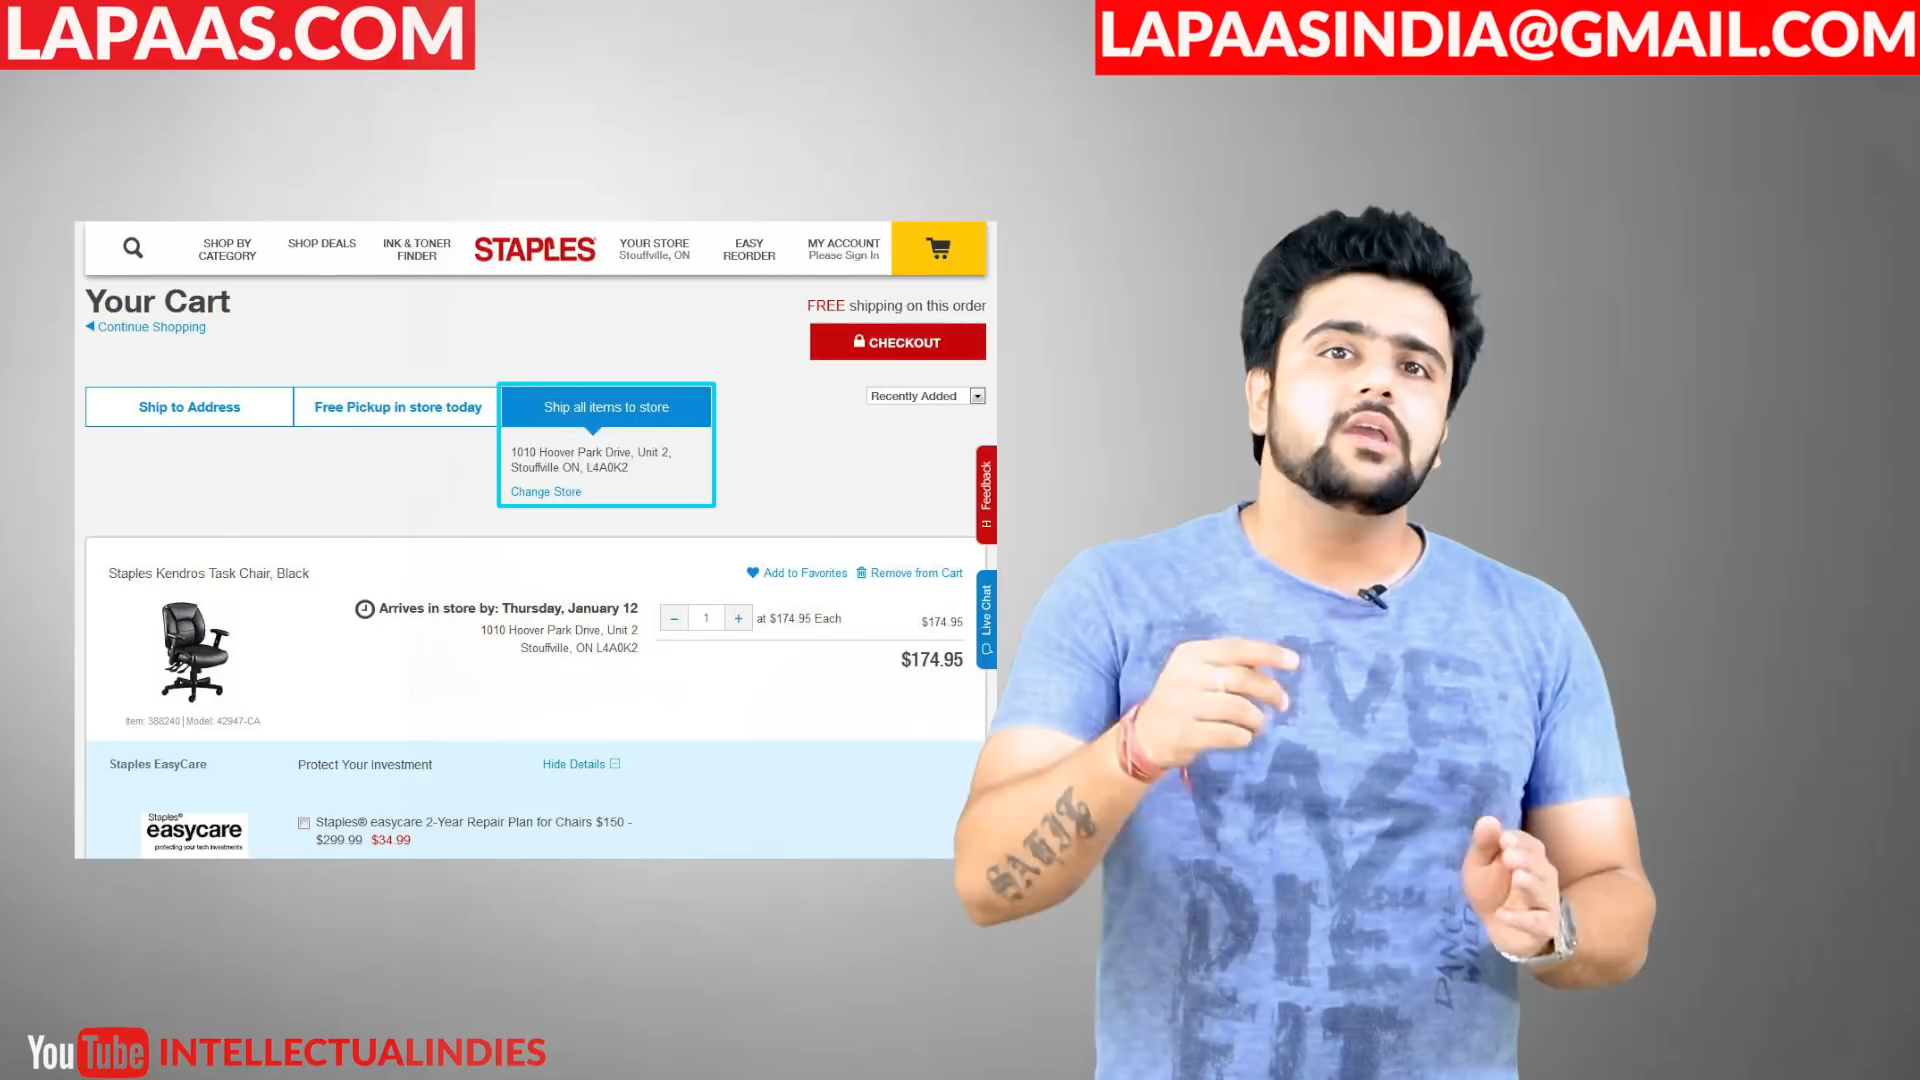 LAPAAS.COM
LAPAASINDIA@GMAIL.COM
SHOP BY
CATEGORY
SHOP DEALS
INK & TONER
FINDER
STAPLES
YOUR STORE
Stouffville, ON
EASY
REORDER
MY ACCOUNT
Please Sign In
Your Cart
Continue Shopping
FREE shipping on this order
CHECKOUT
Ship to Address
Free Pickup in store today
Ship all items to store
Recently Added
1010 Hoover Park Drive, Unit 2,
Stouffville ON, L4A0K2
Change Store
Feedback
Staples Kendros Task Chair, Black
Add to Favorites
Remove from Cart
Arrives in store by: Thursday, January 12
1010 Hoover Park Drive, Unit 2
Stouffville, ON L4A0K2
− 1 + at $174.95 Each
$174.95
$174.95
Live Chat
Item: 388240 | Model: 42947-CA
Staples EasyCare
Protect Your Investment
Hide Details
Staples®
easycare
protecting your tech investments
Staples® easycare 2-Year Repair Plan for Chairs $150 -
$299.99 $34.99
DIE
FIT
YouTube INTELLECTUALINDIES